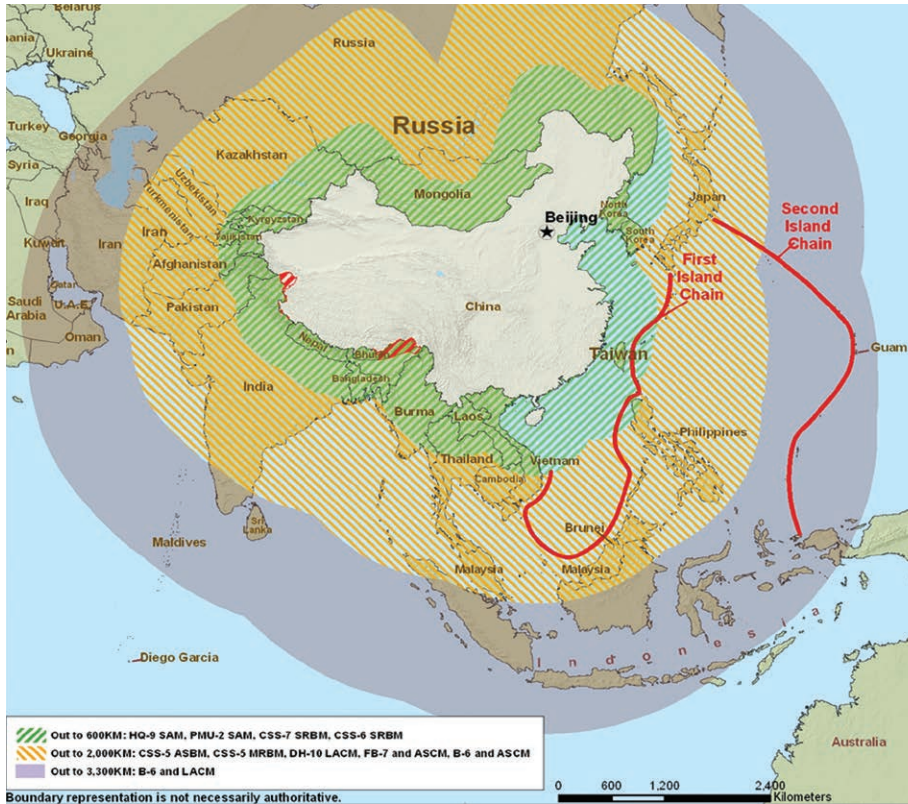 Belarus
Ukraine
Russia
Turkey
Georgia
Russia
Kazakhstan
Syria
Uzbekistan
Mongolia
Turkmenistan
Kyrgyzstan
Iraq
Tajikistan
Beijing
North
Korea
Japan
South
Korea
Second
Island
Chain
Kuwait
Iran
Iran
Afghanistan
First
Island
Chain
Qatar
U.A.E.
Saudi
Arabia
Pakistan
China
Oman
Nepal
Bhutan
Taiwan
Guam
India
Bangladesh
Burma
Laos
Philippines
Thailand
Vietnam
Cambodia
Sri
Lanka
Brunei
Maldives
Malaysia
Malaysia
Diego Garcia
Indonesia
Australia
Out to 600KM: HQ-9 SAM, PMU-2 SAM, CSS-7 SRBM, CSS-6 SRBM
Out to 2,000KM: CSS-5 ASBM, CSS-5 MRBM, DH-10 LACM, FB-7 and ASCM, B-6 and ASCM
Out to 3,300KM: B-6 and LACM
0 600 1,200 2,400
Kilometers
Boundary representation is not necessarily authoritative.